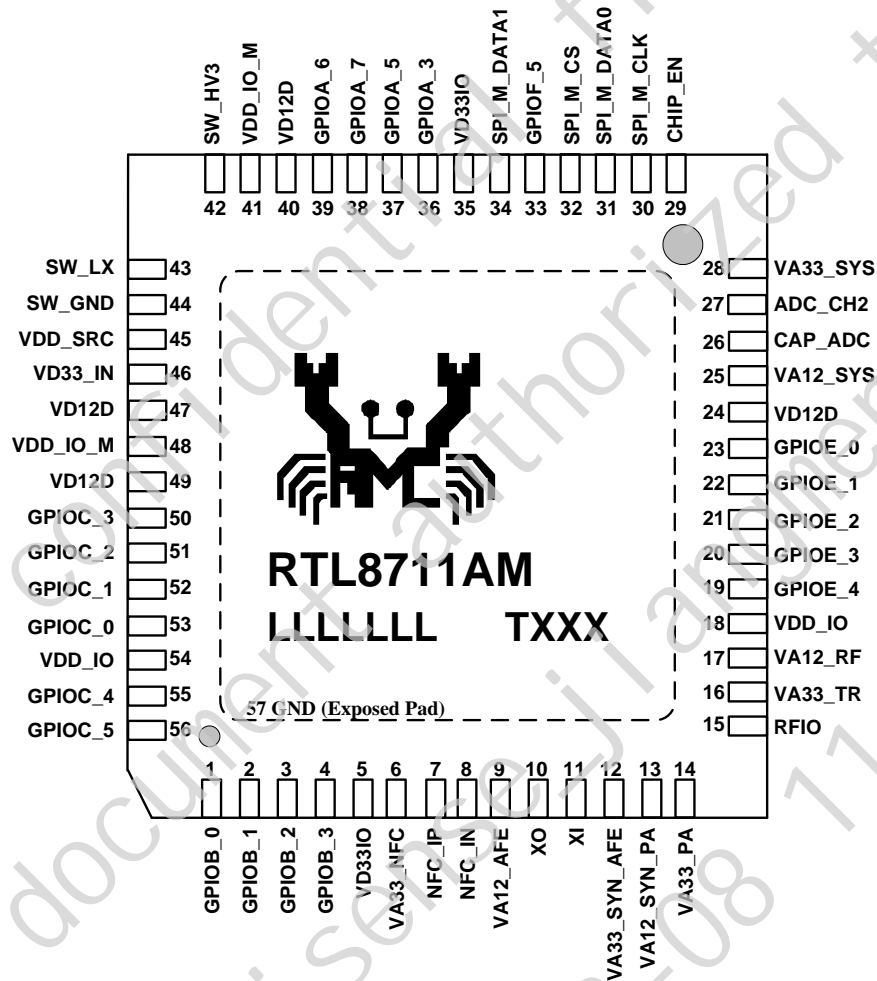 SW_HV3
VDD_IO_M
VD12D
GPIOA_6
GPIOA_7
GPIOA_5
GPIOA_3
VD33IO
SPI_M_DATA1
GPIOF_5
SPI_M_CS
SPI_M_DATA0
SPI_M_CLK
CHIP_EN
42 41 40 39 38 37 36 35 34 33 32 31 30 29
SW_LX 43
SW_GND 44
VDD_SRC 45
VD33_IN 46
VD12D 47
VDD_IO_M 48
VD12D 49
GPIOC_3 50
GPIOC_2 51
GPIOC_1 52
GPIOC_0 53
VDD_IO 54
GPIOC_4 55
GPIOC_5 56
28 VA33_SYS
27 ADC_CH2
26 CAP_ADC
25 VA12_SYS
24 VD12D
23 GPIOE_0
22 GPIOE_1
21 GPIOE_2
20 GPIOE_3
19 GPIOE_4
18 VDD_IO
17 VA12_RF
16 VA33_TR
15 RFIO
RTL8711AM
LLLLLLL TXXX
57 GND (Exposed Pad)
1 2 3 4 5 6 7 8 9 10 11 12 13 14
GPIOB_0
GPIOB_1
GPIOB_2
GPIOB_3
VD33IO
VA33_NFC
NFC_IP
NFC_IN
VA12_AFE
XO
XI
VA33_SYN_AFE
VA12_SYN_PA
VA33_PA
confidential
document authorized
11
08